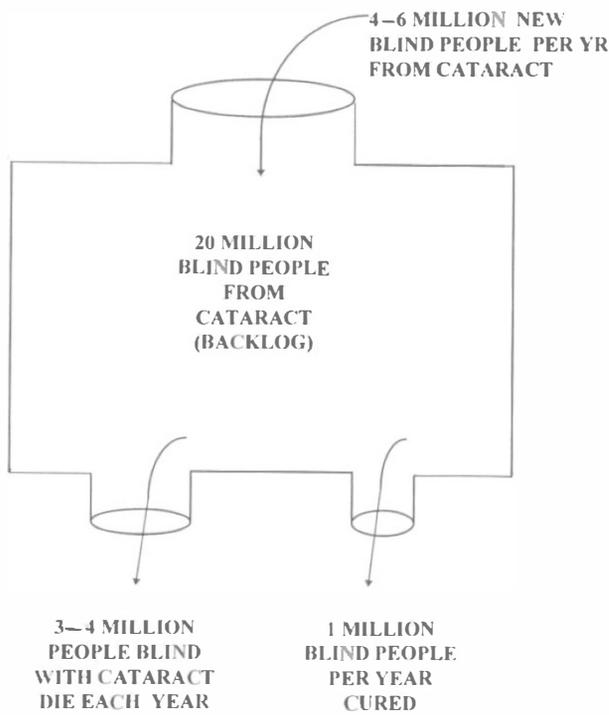 4–6 MILLION NEW
BLIND PEOPLE PER YR
FROM CATARACT
20 MILLION
BLIND PEOPLE
FROM
CATARACT
(BACKLOG)
3–4 MILLION
PEOPLE BLIND
WITH CATARACT
DIE EACH YEAR
1 MILLION
BLIND PEOPLE
PER YEAR
CURED